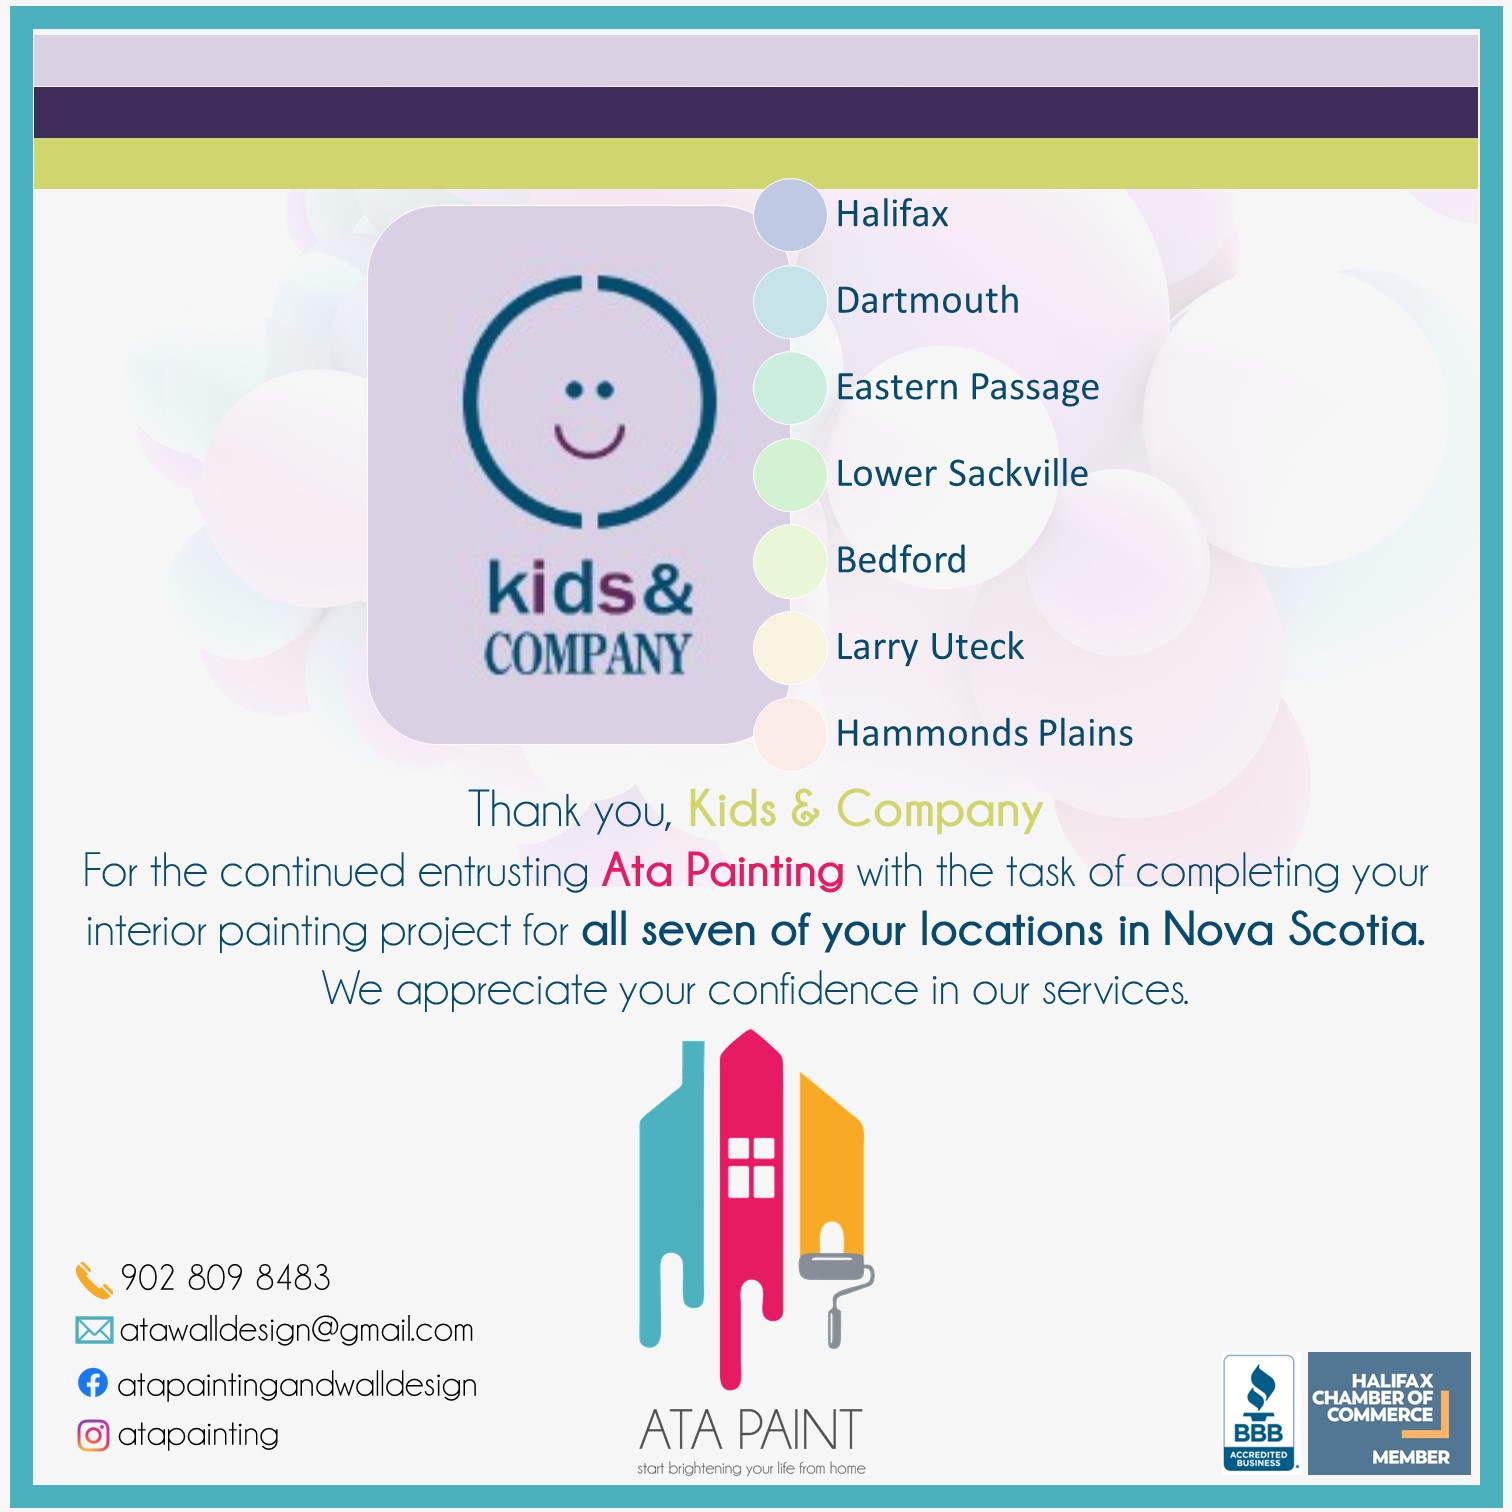 Halifax
Dartmouth
Eastern Passage
Lower Sackville
Bedford
Larry Uteck
Hammonds Plains
kids &
COMPANY
Thank you, Kids & Company
For the continued entrusting Ata Painting with the task of completing your
interior painting project for all seven of your locations in Nova Scotia.
We appreciate your confidence in our services.
902 809 8483
atawalldesign@gmail.com
atapaintingandwalldesign
atapainting
ATA PAINT
start brightening your life from home
BBB
ACCREDITED
BUSINESS
HALIFAX
CHAMBER OF
COMMERCE
MEMBER